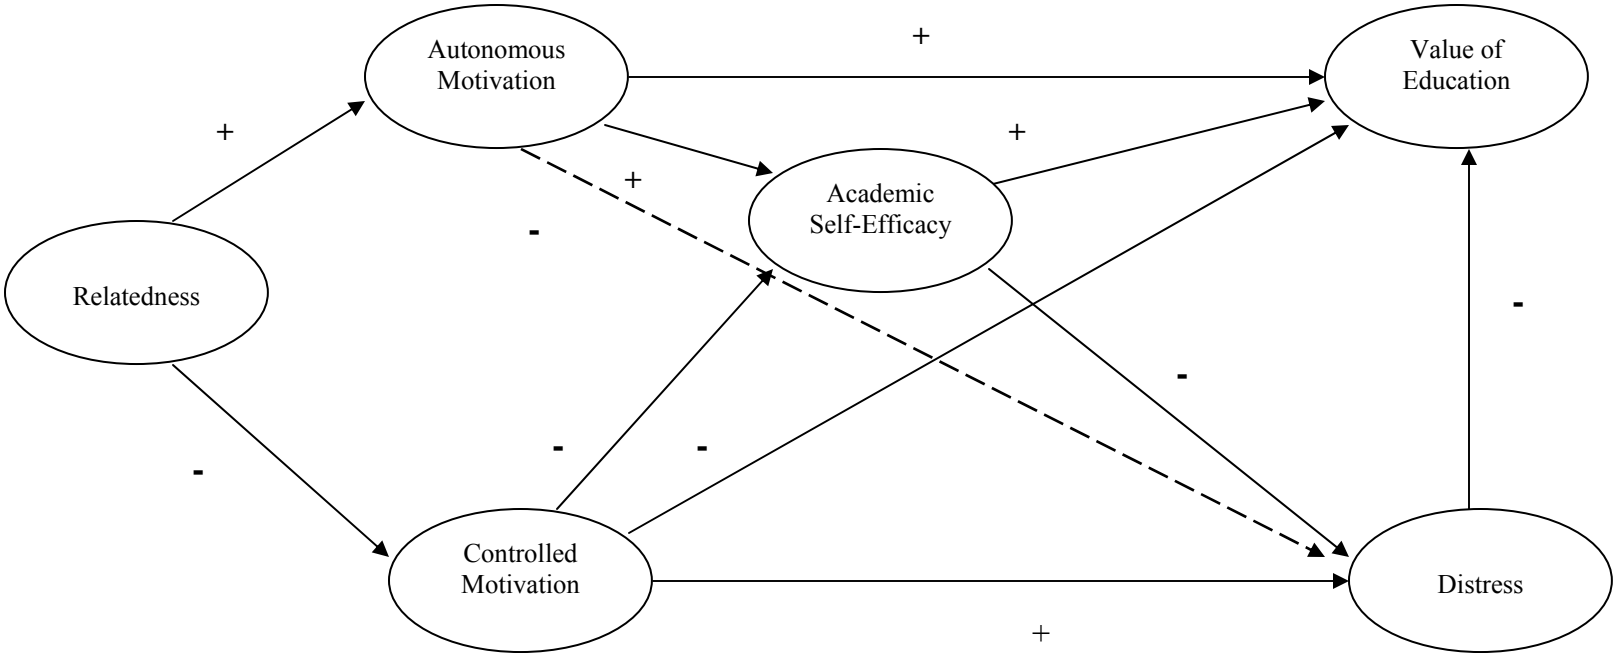 Autonomous
Motivation
+
Value of
Education
+
+
+
Academic
Self-Efficacy
-
Relatedness
-
-
-
-
-
Controlled
Motivation
Distress
+